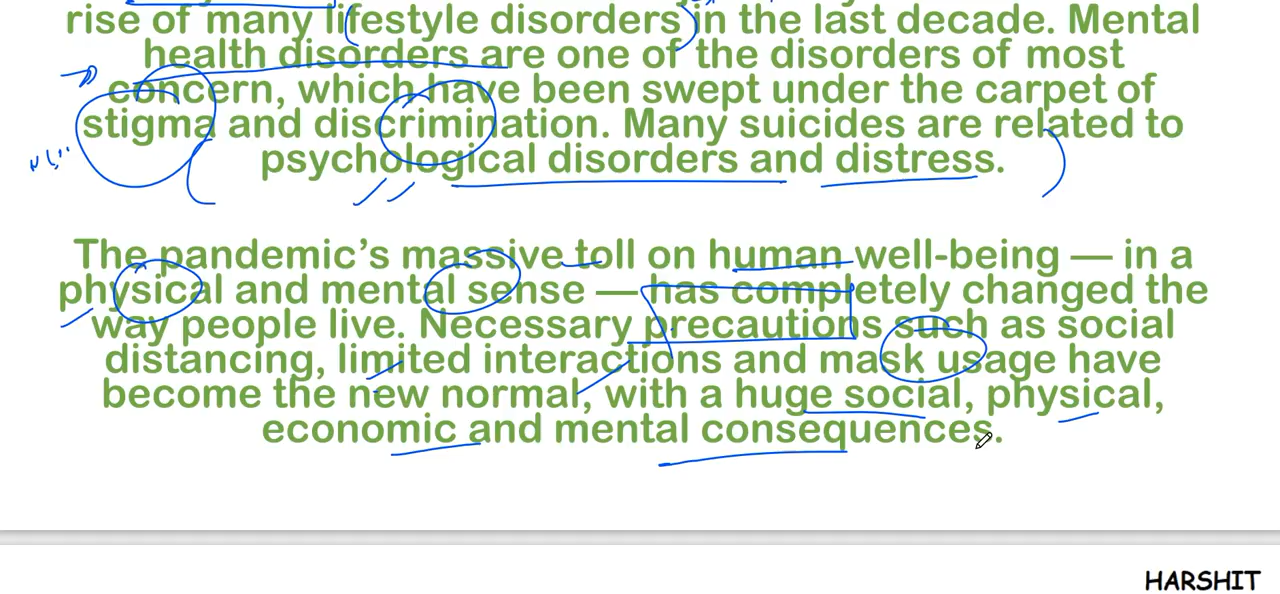 rise of many lifestyle disorders in the last decade. Mental
health disorders are one of the disorders of most
concern, which have been swept under the carpet of
stigma and discrimination. Many suicides are related to
psychological disorders and distress.
The pandemic’s massive toll on human well-being — in a
physical and mental sense — has completely changed the
way people live. Necessary precautions such as social
distancing, limited interactions and mask usage have
become the new normal, with a huge social, physical,
economic and mental consequences.
HARSHIT